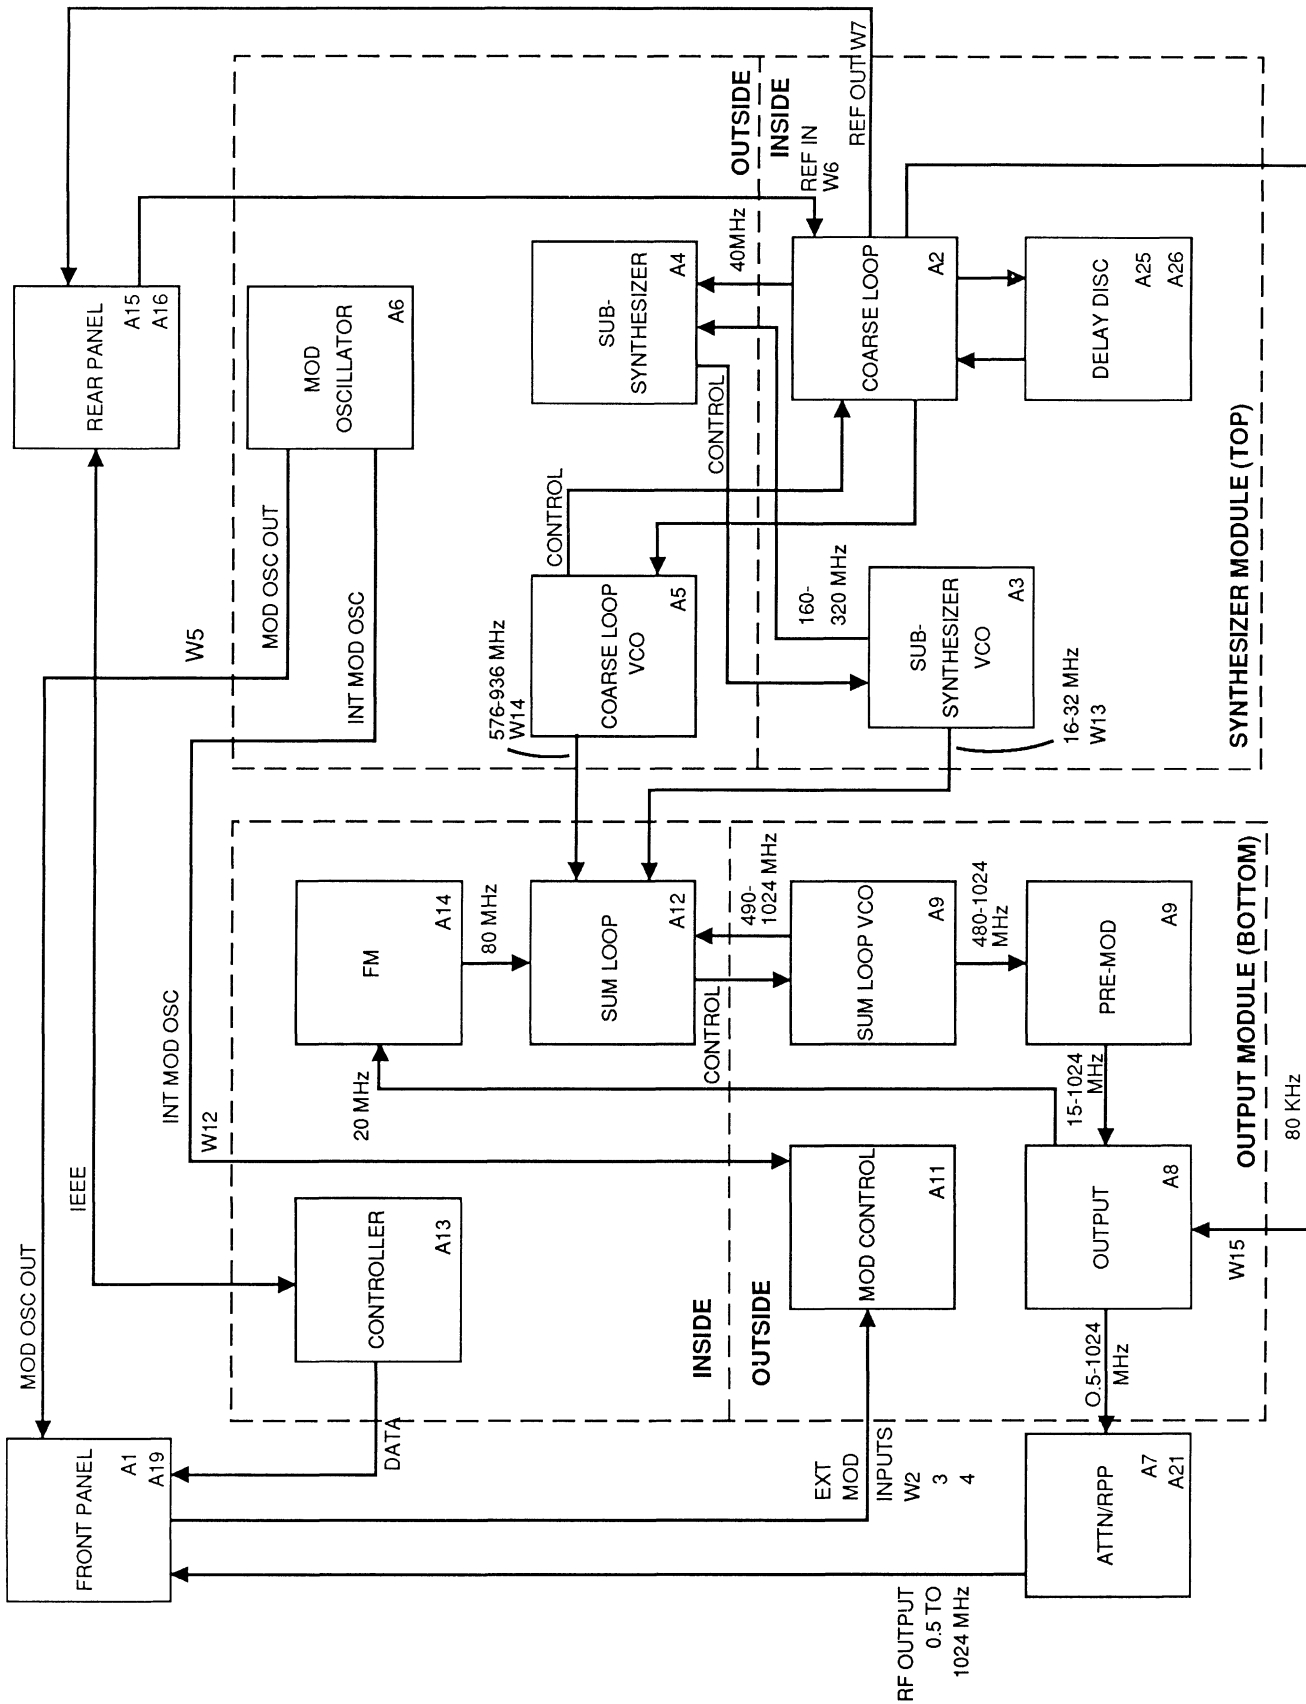 FRONT PANEL
A1
A19
MOD OSC OUT
IEEE
W5
REAR PANEL
A15
A16
REF OUT W7
DATA
CONTROLLER
A13
INT MOD OSC
W12
20 MHz
FM
A14
80 MHz
MOD OSC OUT
INT MOD OSC
MOD
OSCILLATOR
A6
SUM LOOP
A12
CONTROL
490-
1024 MHz
576-936 MHz
W14
COARSE LOOP
VCO
A5
CONTROL
SUB-
SYNTHESIZER
A4
CONTROL
40MHz
INSIDE
OUTSIDE
OUTSIDE
INSIDE
REF IN
W6
EXT
MOD
INPUTS
W2
3
4
MOD CONTROL
A11
SUM LOOP VCO
A9
480-1024
MHz
160-
320 MHz
SUB-
SYNTHESIZER
VCO
A3
16-32 MHz
W13
COARSE LOOP
A2
RF OUTPUT
0.5 TO
1024 MHz
ATTN/RPP
A7
A21
O.5-1024
MHz
OUTPUT
A8
15-1024
MHz
PRE-MOD
A9
DELAY DISC
A25
A26
W15
OUTPUT MODULE (BOTTOM)
SYNTHESIZER MODULE (TOP)
80 KHz